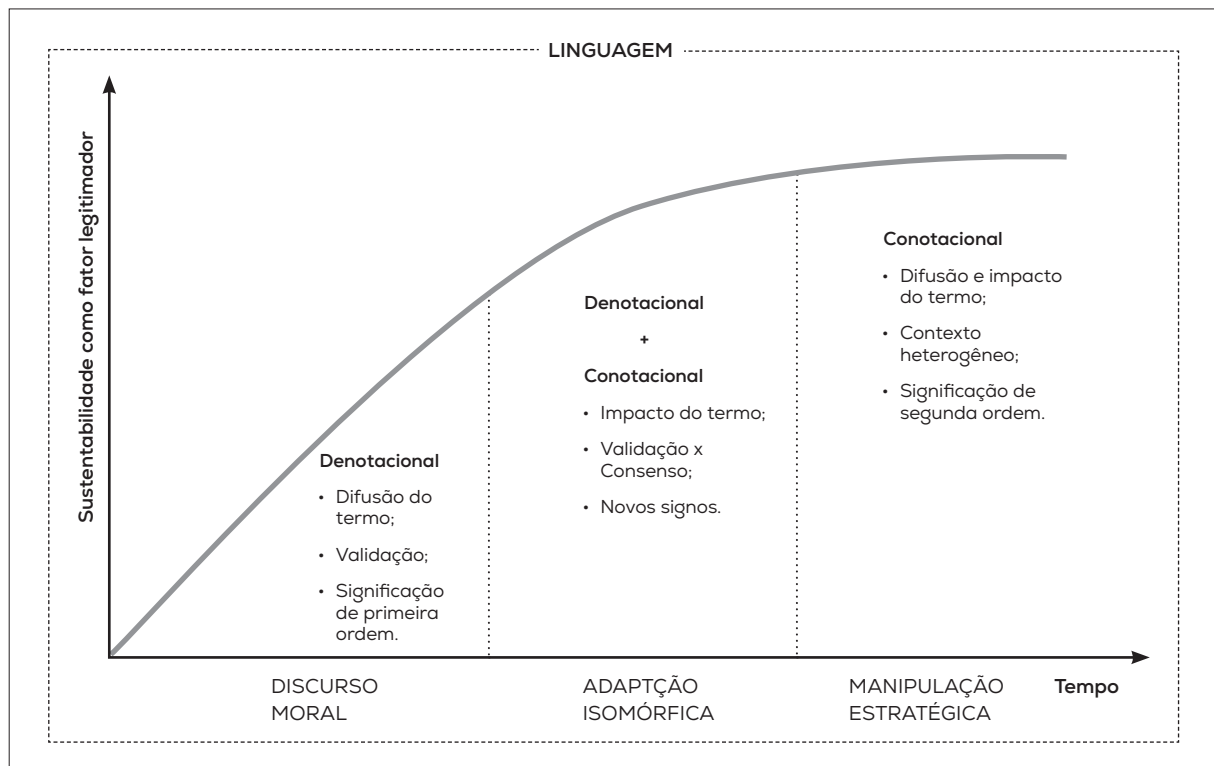 LINGUAGEM
Sustentabilidade como fator legitimador
Denotacional
• Difusão do
termo;
• Validação;
• Significação
de primeira
ordem.
Denotacional
+
Conotacional
• Impacto do termo;
• Validação x
Consenso;
• Novos signos.
Conotacional
• Difusão e impacto
do termo;
• Contexto
heterogêneo;
• Significação de
segunda ordem.
DISCURSO
MORAL
ADAPTÇÃO
ISOMÓRFICA
MANIPULAÇÃO
ESTRATÉGICA
Tempo